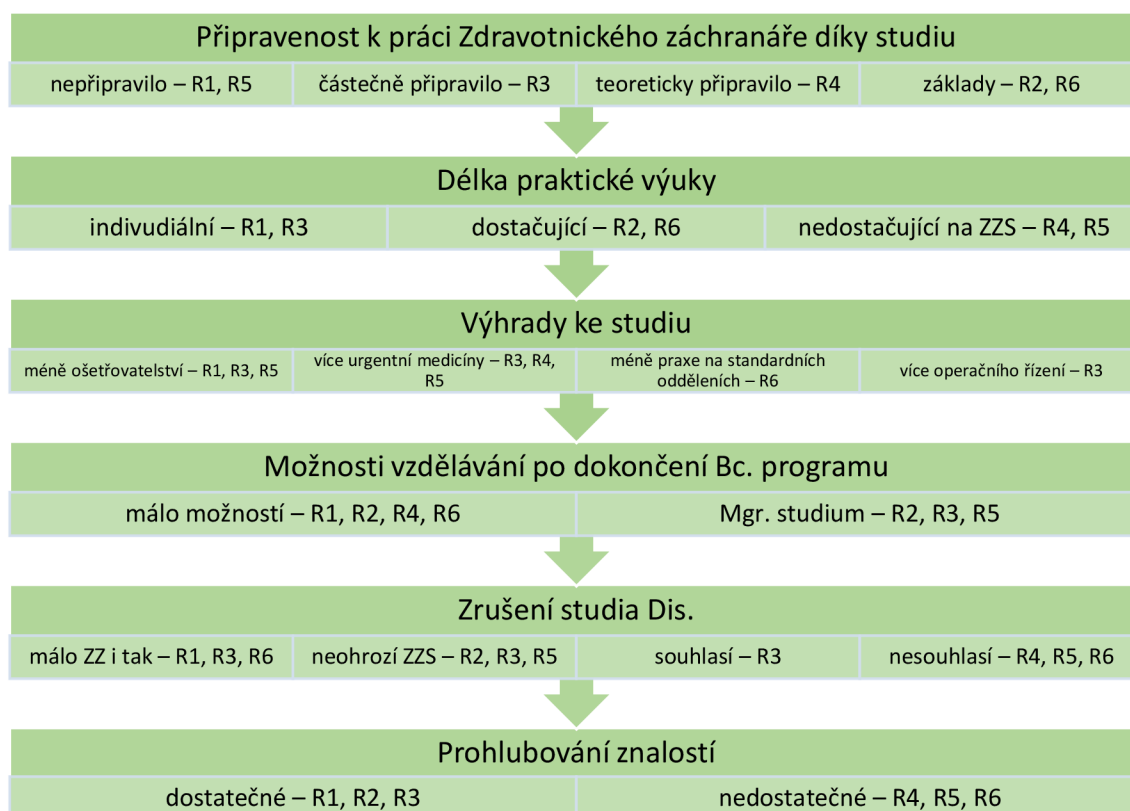 Připravenost k práci Zdravotnického záchranáře díky studiu
nepřipravilo – R1, R5
částečně připravilo – R3
teoreticky připravilo – R4
základy – R2, R6
Délka praktické výuky
indivudiální – R1, R3
dostačující – R2, R6
nedostačující na ZZS – R4, R5
Výhrady ke studiu
méně ošetřovatelství – R1, R3, R5
více urgentní medicíny – R3, R4,
R5
méně praxe na standardních
odděleních – R6
více operačního řízení – R3
Možnosti vzdělávání po dokončení Bc. programu
málo možností – R1, R2, R4, R6
Mgr. studium – R2, R3, R5
Zrušení studia Dis.
málo ZZ i tak – R1, R3, R6
neohrozí ZZS – R2, R3, R5
souhlasí – R3
nesouhlasí – R4, R5, R6
Prohlubování znalostí
dostatečné – R1, R2, R3
nedostatečné – R4, R5, R6